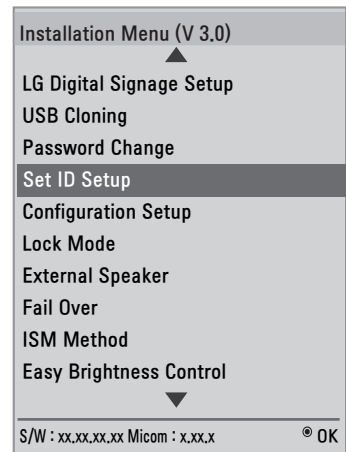 Installation Menu (V 3.0)
LG Digital Signage Setup
USB Cloning
Password Change
Set ID Setup
Configuration Setup
Lock Mode
External Speaker
Fail Over
ISM Method
Easy Brightness Control
S/W : xx.xx.xx.xx Micom : x.xx.x ◉ OK